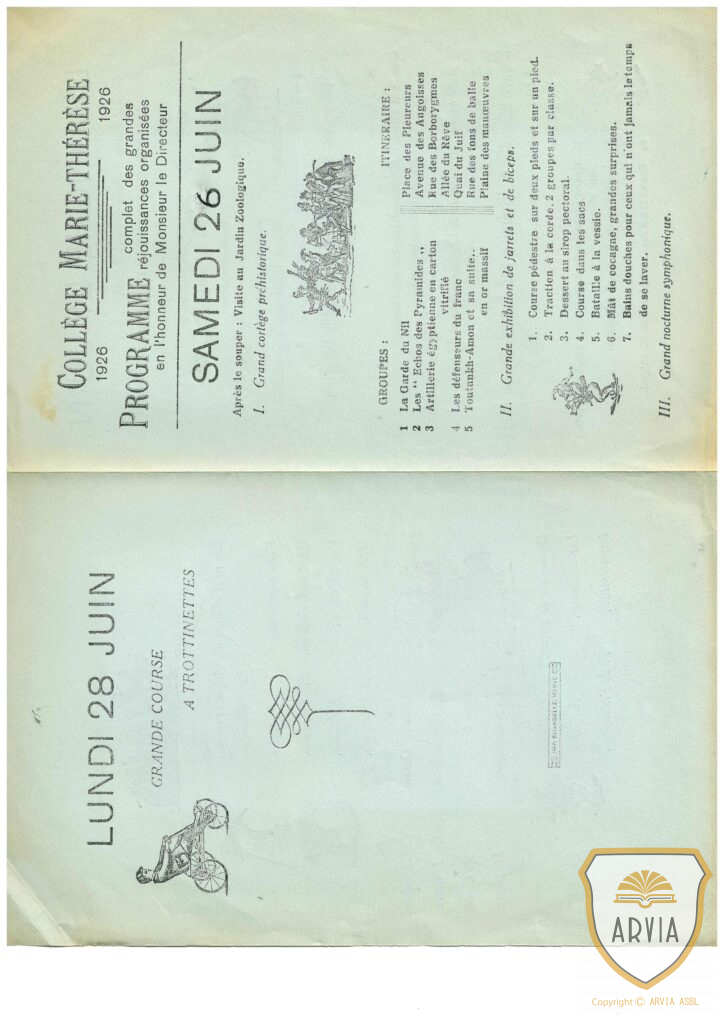 COLLÈGE MARIE-THÉRÈSE
1926 1926
PROGRAMME complet des grandes
réjouissances organisées
en l'honneur de Monsieur le Directeur
SAMEDI 26 JUIN
Après le souper : Visite au Jardin Zoologique.
I. Grand cortège préhistorique.
GROUPES :
1 La Garde du Nil
2 Les " Echos des Pyramides „
3 Artillerie égyptienne en carton
vitrifié
4 Les défenseurs du franc
5 Toutankh-Amon et sa suite..
en or massif
ITINERAIRE :
Place des Pleureurs
Avenue des Angoisses
Rue des Borborygmes
Allée du Rêve
Quai du Juif
Rue des fons de balle
Plaine des manœuvres
II. Grande exhibition de jarrets et de biceps.
1. Course pédestre sur deux pieds et sur un pied.
2. Traction à la corde. 2 groupes par classe.
3. Dessert au sirop pectoral.
4. Course dans les sacs
5. Bataille à la vessie.
6. Mât de cocagne, grandes surprises.
7. Bains douches pour ceux qui n'ont jamais le temps
de se laver.
III. Grand nocturne symphonique.
LUNDI 28 JUIN
GRANDE COURSE
A TROTTINETTES
IMP. CHANDELLE, HERVE
ARVIA
Copyright © ARVIA ASBL